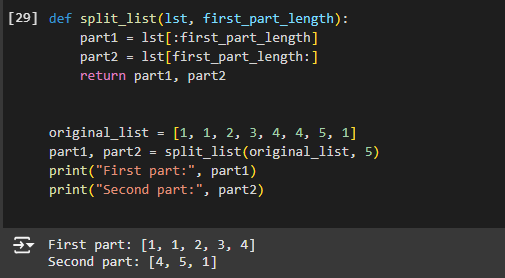 [29] def split_list(lst, first_part_length):
    part1 = lst[:first_part_length]
    part2 = lst[first_part_length:]
    return part1, part2
original_list = [1, 1, 2, 3, 4, 4, 5, 1]
part1, part2 = split_list(original_list, 5)
print("First part:", part1)
print("Second part:", part2)
First part: [1, 1, 2, 3, 4]
Second part: [4, 5, 1]